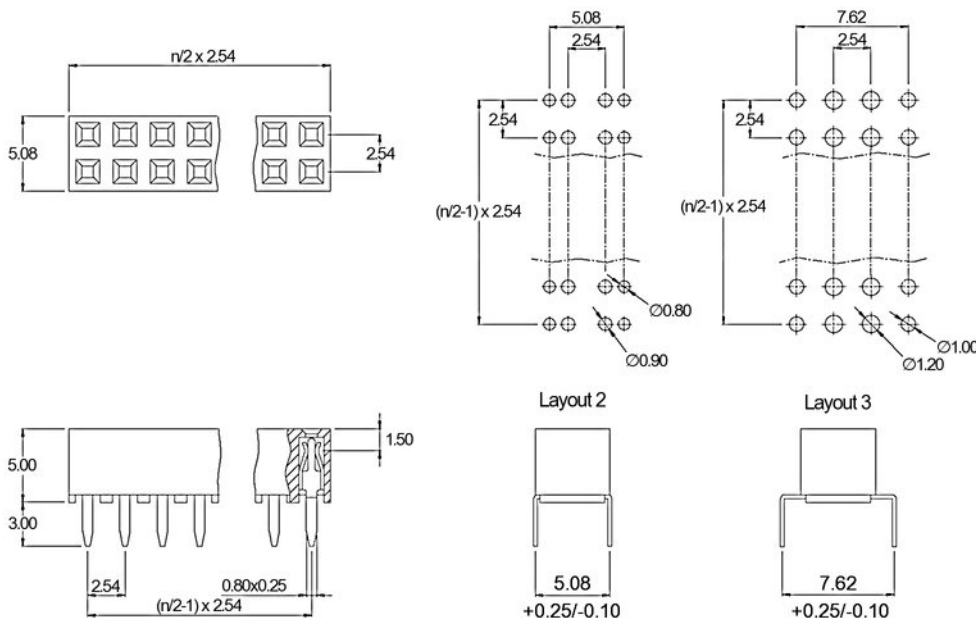 n/2 x 2.54
5.08
2.54
5.08
2.54
2.54
(n/2-1) x 2.54
Ø0.80
Ø0.90
7.62
2.54
2.54
(n/2-1) x 2.54
Ø1.00
Ø1.20
5.00
3.00
1.50
2.54
0.80x0.25
(n/2-1) x 2.54
Layout 2
5.08
+0.25/-0.10
Layout 3
7.62
+0.25/-0.10